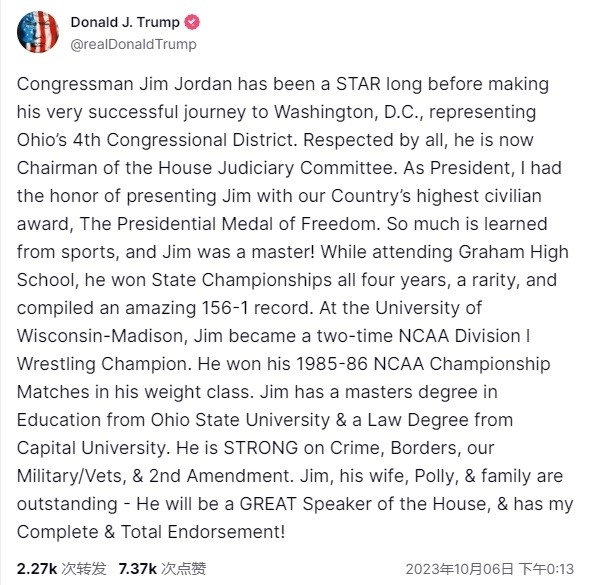 Donald J. Trump
@realDonaldTrump
Congressman Jim Jordan has been a STAR long before making
his very successful journey to Washington, D.C., representing
Ohio’s 4th Congressional District. Respected by all, he is now
Chairman of the House Judiciary Committee. As President, I had
the honor of presenting Jim with our Country’s highest civilian
award, The Presidential Medal of Freedom. So much is learned
from sports, and Jim was a master! While attending Graham High
School, he won State Championships all four years, a rarity, and
compiled an amazing 156-1 record. At the University of
Wisconsin-Madison, Jim became a two-time NCAA Division I
Wrestling Champion. He won his 1985-86 NCAA Championship
Matches in his weight class. Jim has a masters degree in
Education from Ohio State University & a Law Degree from
Capital University. He is STRONG on Crime, Borders, our
Military/Vets, & 2nd Amendment. Jim, his wife, Polly, & family are
outstanding - He will be a GREAT Speaker of the House, & has my
Complete & Total Endorsement!
2.27k 次转发 7.37k 次点赞 2023年10月06日 下午0:13